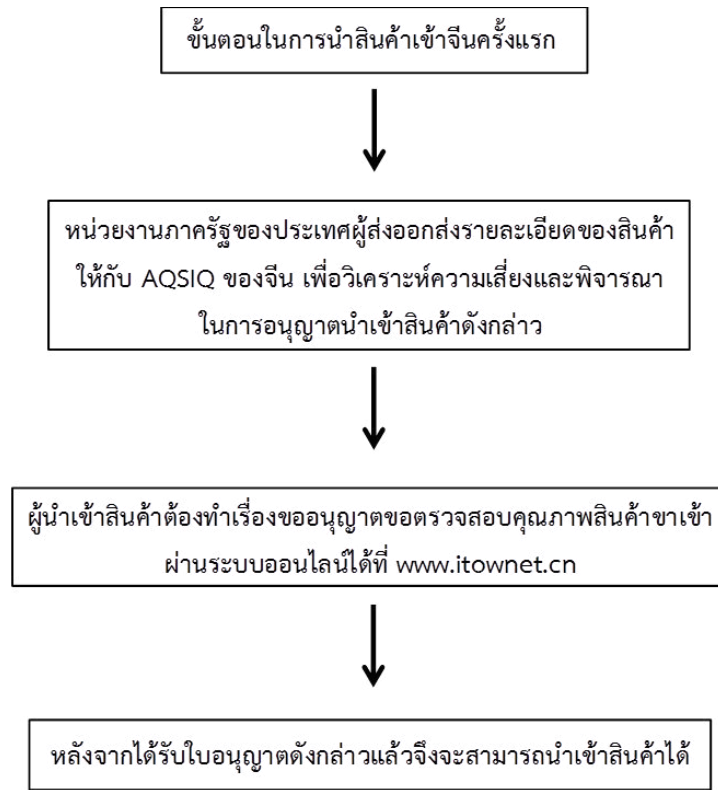 ขั้นตอนในการนำสินค้าเข้าจีนครั้งแรก
หน่วยงานภาครัฐของประเทศผู้ส่งออกส่งรายละเอียดของสินค้า
ให้กับ AQSIQ ของจีน เพื่อวิเคราะห์ความเสี่ยงและพิจารณา
ในการอนุญาตนำเข้าสินค้าดังกล่าว
ผู้นำเข้าสินค้าต้องทำเรื่องขออนุญาตขอตรวจสอบคุณภาพสินค้าขาเข้า
ผ่านระบบออนไลน์ได้ที่ www.itownet.cn
หลังจากได้รับใบอนุญาตดังกล่าวแล้วจึงจะสามารถนำเข้าสินค้าได้